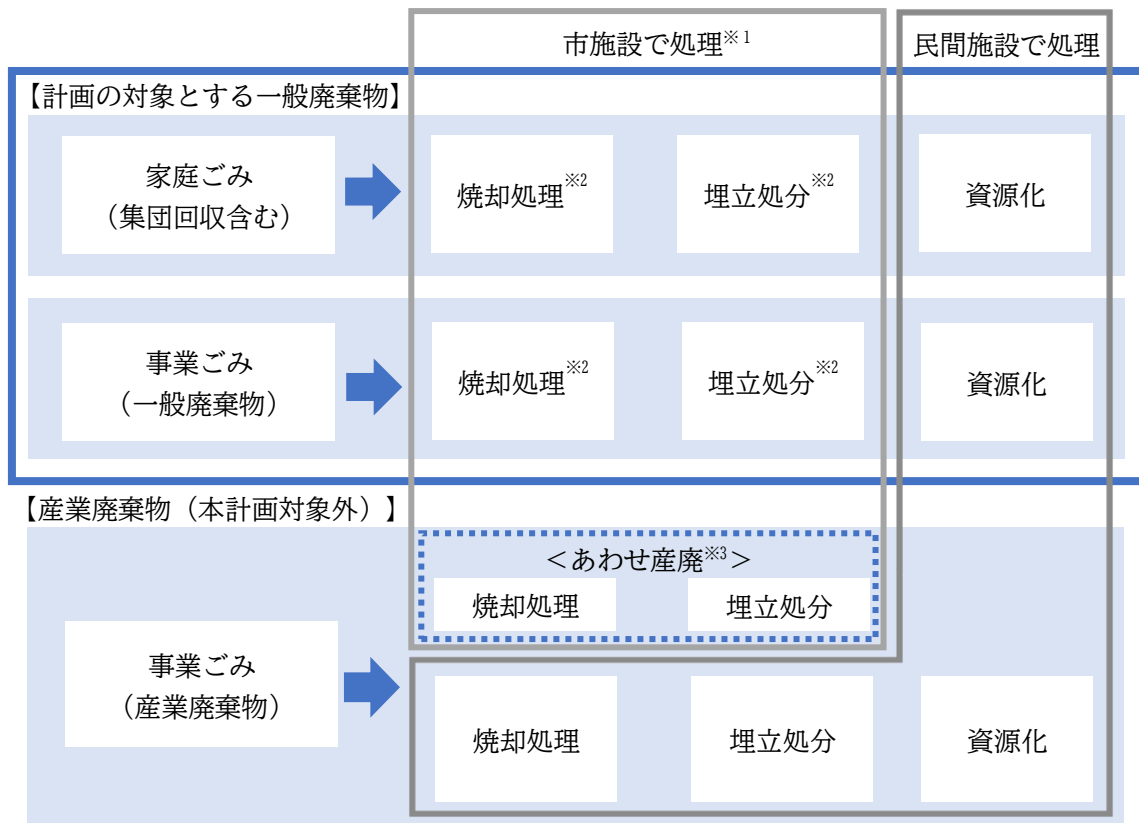 市施設で処理※1
民間施設で処理
【計画の対象とする一般廃棄物】
家庭ごみ
（集団回収含む）
焼却処理※2
埋立処分※2
資源化
事業ごみ
（一般廃棄物）
焼却処理※2
埋立処分※2
資源化
【産業廃棄物（本計画対象外）】
＜あわせ産廃※3＞
焼却処理
埋立処分
事業ごみ
（産業廃棄物）
焼却処理
埋立処分
資源化